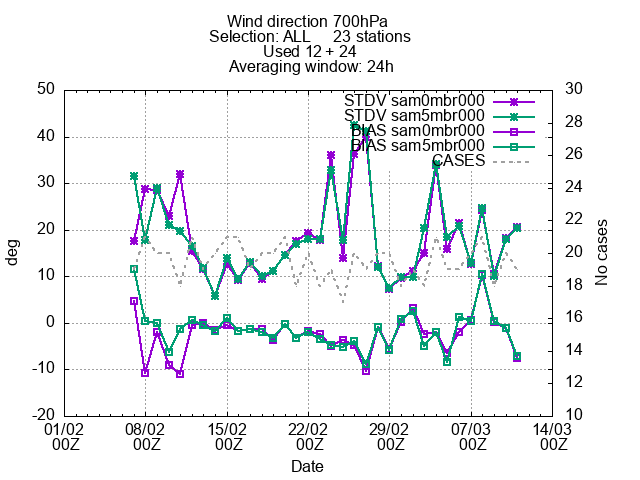 Wind direction 700hPa
Selection: ALL 23 stations
Used 12 + 24
Averaging window: 24h
50
40
30
20
10
0
-10
-20
deg
30
28
26
24
22
20
18
16
14
12
10
No cases
STDV sam0mbr000
STDV sam5mbr000
BIAS sam0mbr000
BIAS sam5mbr000
CASES
01/02 08/02 15/02 22/02 29/02 07/03 14/03
00Z 00Z 00Z 00Z 00Z 00Z 00Z
Date